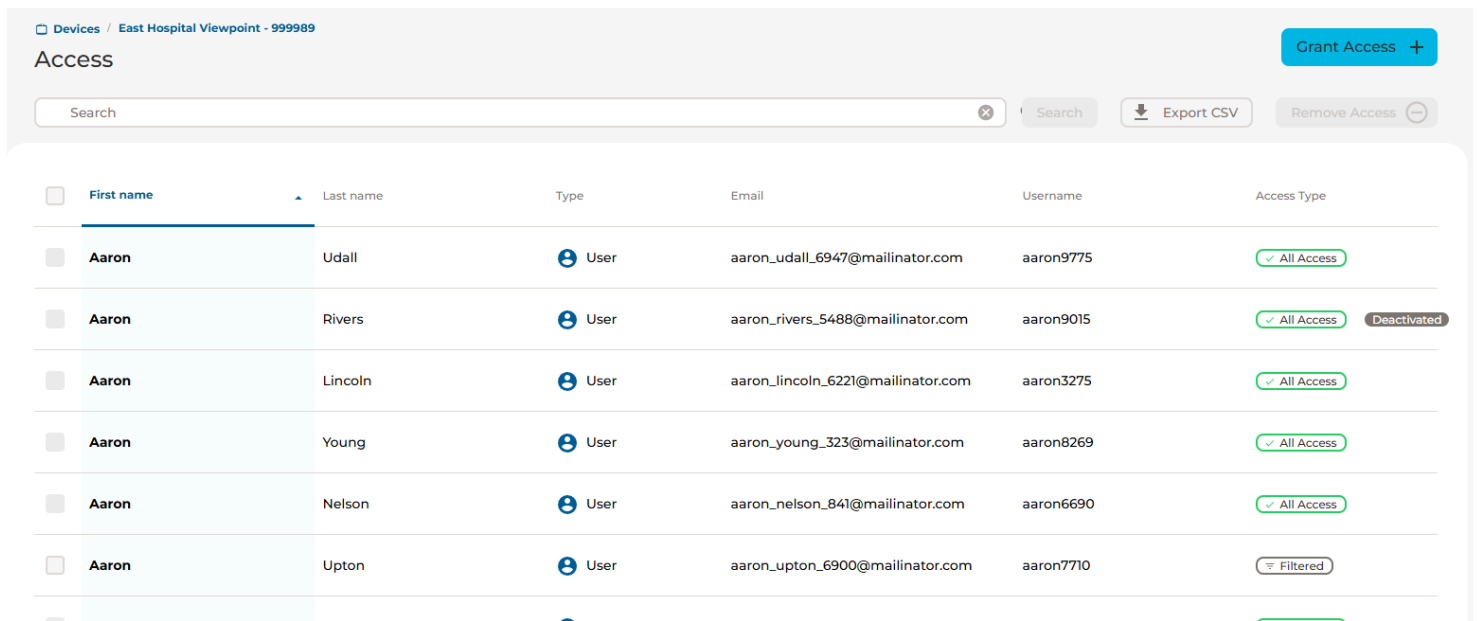 Devices / East Hospital Viewpoint - 999989
Access
Grant Access +
Search
Search
Export CSV
Remove Access
First name Last name Type Email Username Access Type
Aaron Udall User aaron_udall_6947@mailinator.com aaron9775 All Access
Aaron Rivers User aaron_rivers_5488@mailinator.com aaron9015 All Access Deactivated
Aaron Lincoln User aaron_lincoln_6221@mailinator.com aaron3275 All Access
Aaron Young User aaron_young_323@mailinator.com aaron8269 All Access
Aaron Nelson User aaron_nelson_841@mailinator.com aaron6690 All Access
Aaron Upton User aaron_upton_6900@mailinator.com aaron7710 Filtered